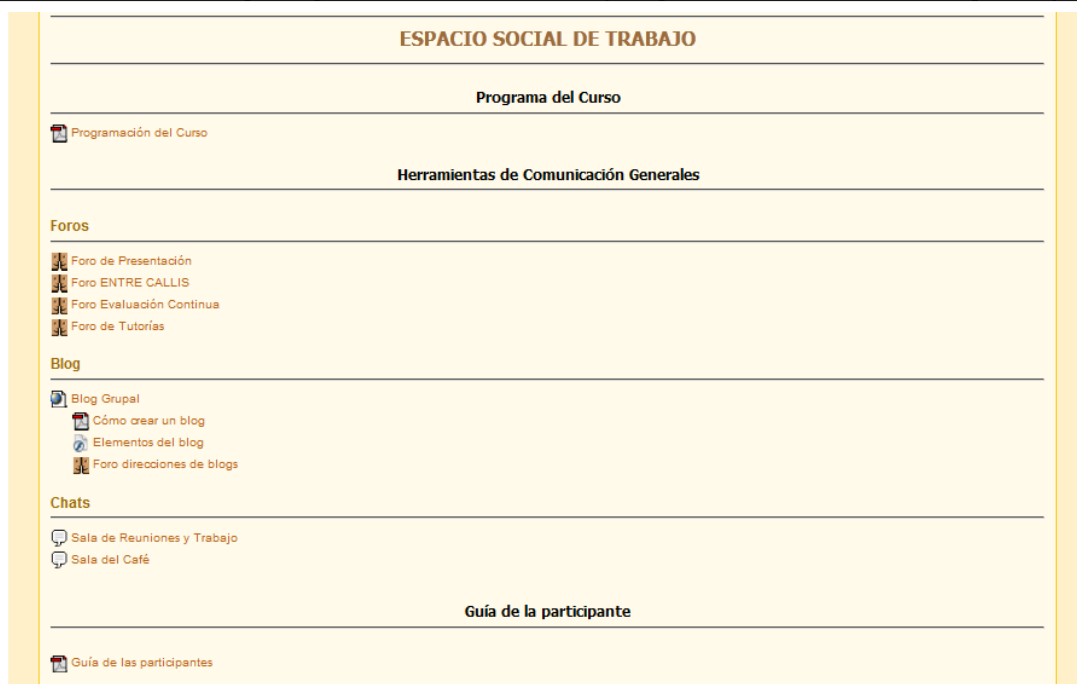 ESPACIO SOCIAL DE TRABAJO
Programa del Curso
Programación del Curso
Herramientas de Comunicación Generales
Foros
Foro de Presentación
Foro ENTRE CALLIS
Foro Evaluación Continua
Foro de Tutorías
Blog
Blog Grupal
Cómo crear un blog
Elementos del blog
Foro direcciones de blogs
Chats
Sala de Reuniones y Trabajo
Sala del Café
Guía de la participante
Guía de las participantes